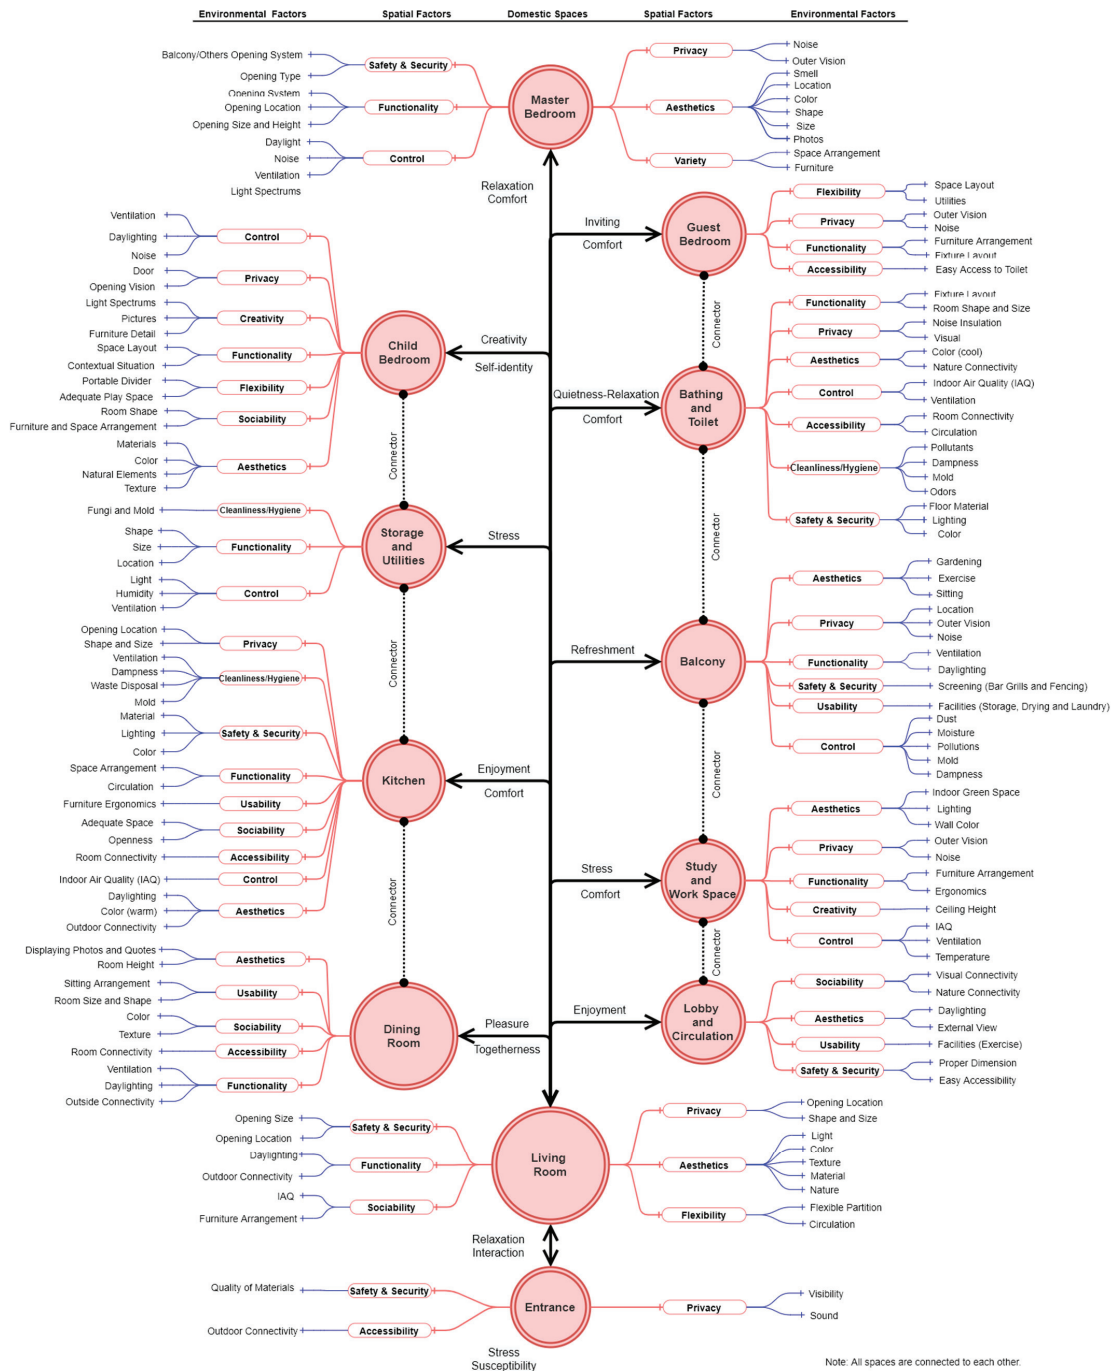 Environmental Factors
Spatial Factors
Domestic Spaces
Spatial Factors
Environmental Factors
Balcony/Others Opening System
Opening Type
Safety & Security
Opening System
Opening Location
Opening Size and Height
Functionality
Daylight
Noise
Ventilation
Light Spectrums
Control
Master
Bedroom
Privacy
Noise
Outer Vision
Aesthetics
Smell
Location
Color
Shape
Size
Photos
Variety
Space Arrangement
Furniture
Relaxation
Comfort
Inviting
Comfort
Guest
Bedroom
Flexibility
Space Layout
Utilities
Privacy
Outer Vision
Noise
Functionality
Furniture Arrangement
Fixture Layout
Accessibility
Easy Access to Toilet
Connector
Ventilation
Daylighting
Noise
Control
Door
Opening Vision
Privacy
Light Spectrums
Pictures
Furniture Detail
Creativity
Space Layout
Contextual Situation
Functionality
Portable Divider
Adequate Play Space
Flexibility
Room Shape
Furniture and Space Arrangement
Sociability
Materials
Color
Natural Elements
Texture
Aesthetics
Child
Bedroom
Creativity
Self-identity
Connector
Quietness-Relaxation
Comfort
Bathing
and
Toilet
Functionality
Fixture Layout
Room Shape and Size
Privacy
Noise Insulation
Visual
Aesthetics
Color (cool)
Nature Connectivity
Control
Indoor Air Quality (IAQ)
Ventilation
Accessibility
Room Connectivity
Circulation
Cleanliness/Hygiene
Pollutants
Dampness
Mold
Odors
Safety & Security
Floor Material
Lighting
Color
Connector
Fungi and Mold
Cleanliness/Hygiene
Shape
Size
Location
Functionality
Light
Humidity
Ventilation
Control
Storage
and
Utilities
Stress
Connector
Refreshment
Balcony
Aesthetics
Gardening
Exercise
Sitting
Privacy
Location
Outer Vision
Noise
Functionality
Ventilation
Daylighting
Safety & Security
Screening (Bar Grills and Fencing)
Usability
Facilities (Storage, Drying and Laundry)
Control
Dust
Moisture
Pollutions
Mold
Dampness
Connector
Opening Location
Shape and Size
Privacy
Ventilation
Dampness
Waste Disposal
Mold
Cleanliness/Hygiene
Material
Lighting
Color
Safety & Security
Space Arrangement
Circulation
Functionality
Furniture Ergonomics
Usability
Adequate Space
Openness
Sociability
Room Connectivity
Accessibility
Indoor Air Quality (IAQ)
Control
Daylighting
Color (warm)
Outdoor Connectivity
Aesthetics
Kitchen
Enjoyment
Comfort
Connector
Stress
Comfort
Study
and
Work Space
Aesthetics
Indoor Green Space
Lighting
Wall Color
Privacy
Outer Vision
Noise
Functionality
Furniture Arrangement
Ergonomics
Creativity
Ceiling Height
Control
IAQ
Ventilation
Temperature
Connector
Displaying Photos and Quotes
Room Height
Aesthetics
Sitting Arrangement
Room Size and Shape
Usability
Color
Texture
Sociability
Room Connectivity
Accessibility
Ventilation
Daylighting
Outside Connectivity
Functionality
Dining
Room
Pleasure
Togetherness
Enjoyment
Lobby
and
Circulation
Sociability
Visual Connectivity
Nature Connectivity
Aesthetics
Daylighting
External View
Usability
Facilities (Exercise)
Safety & Security
Proper Dimension
Easy Accessibility
Opening Size
Opening Location
Safety & Security
Daylighting
Outdoor Connectivity
Functionality
IAQ
Furniture Arrangement
Sociability
Living
Room
Privacy
Opening Location
Shape and Size
Aesthetics
Light
Color
Texture
Material
Nature
Flexibility
Flexible Partition
Circulation
Relaxation
Interaction
Quality of Materials
Safety & Security
Outdoor Connectivity
Accessibility
Entrance
Privacy
Visibility
Sound
Stress
Susceptibility
Note: All spaces are connected to each other.